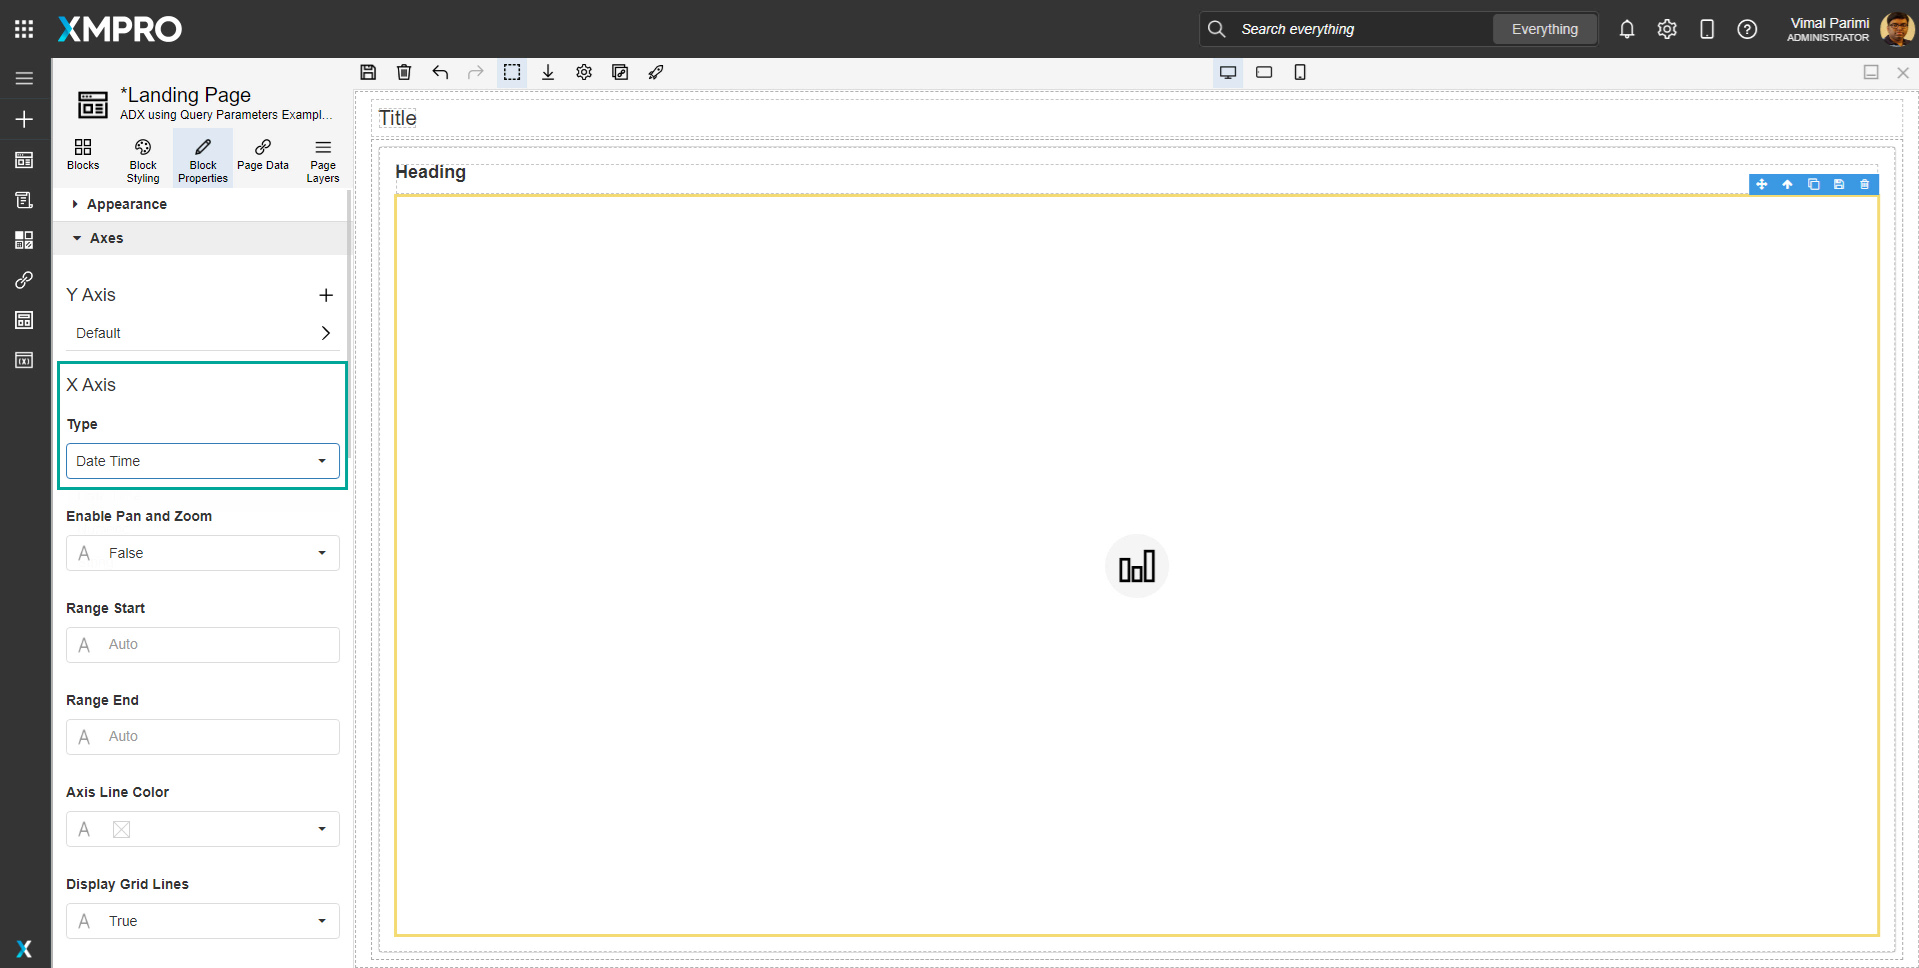 XMPRO
Search everything
Everything
Vimal Parimi
ADMINISTRATOR
*Landing Page
ADX using Query Parameters Exampl...
Blocks
Block Styling
Block Properties
Page Data
Page Layers
Appearance
Axes
Y Axis
Default
X Axis
Type
Date Time
Enable Pan and Zoom
A False
Range Start
A Auto
Range End
A Auto
Axis Line Color
A
Display Grid Lines
A True
Title
Heading